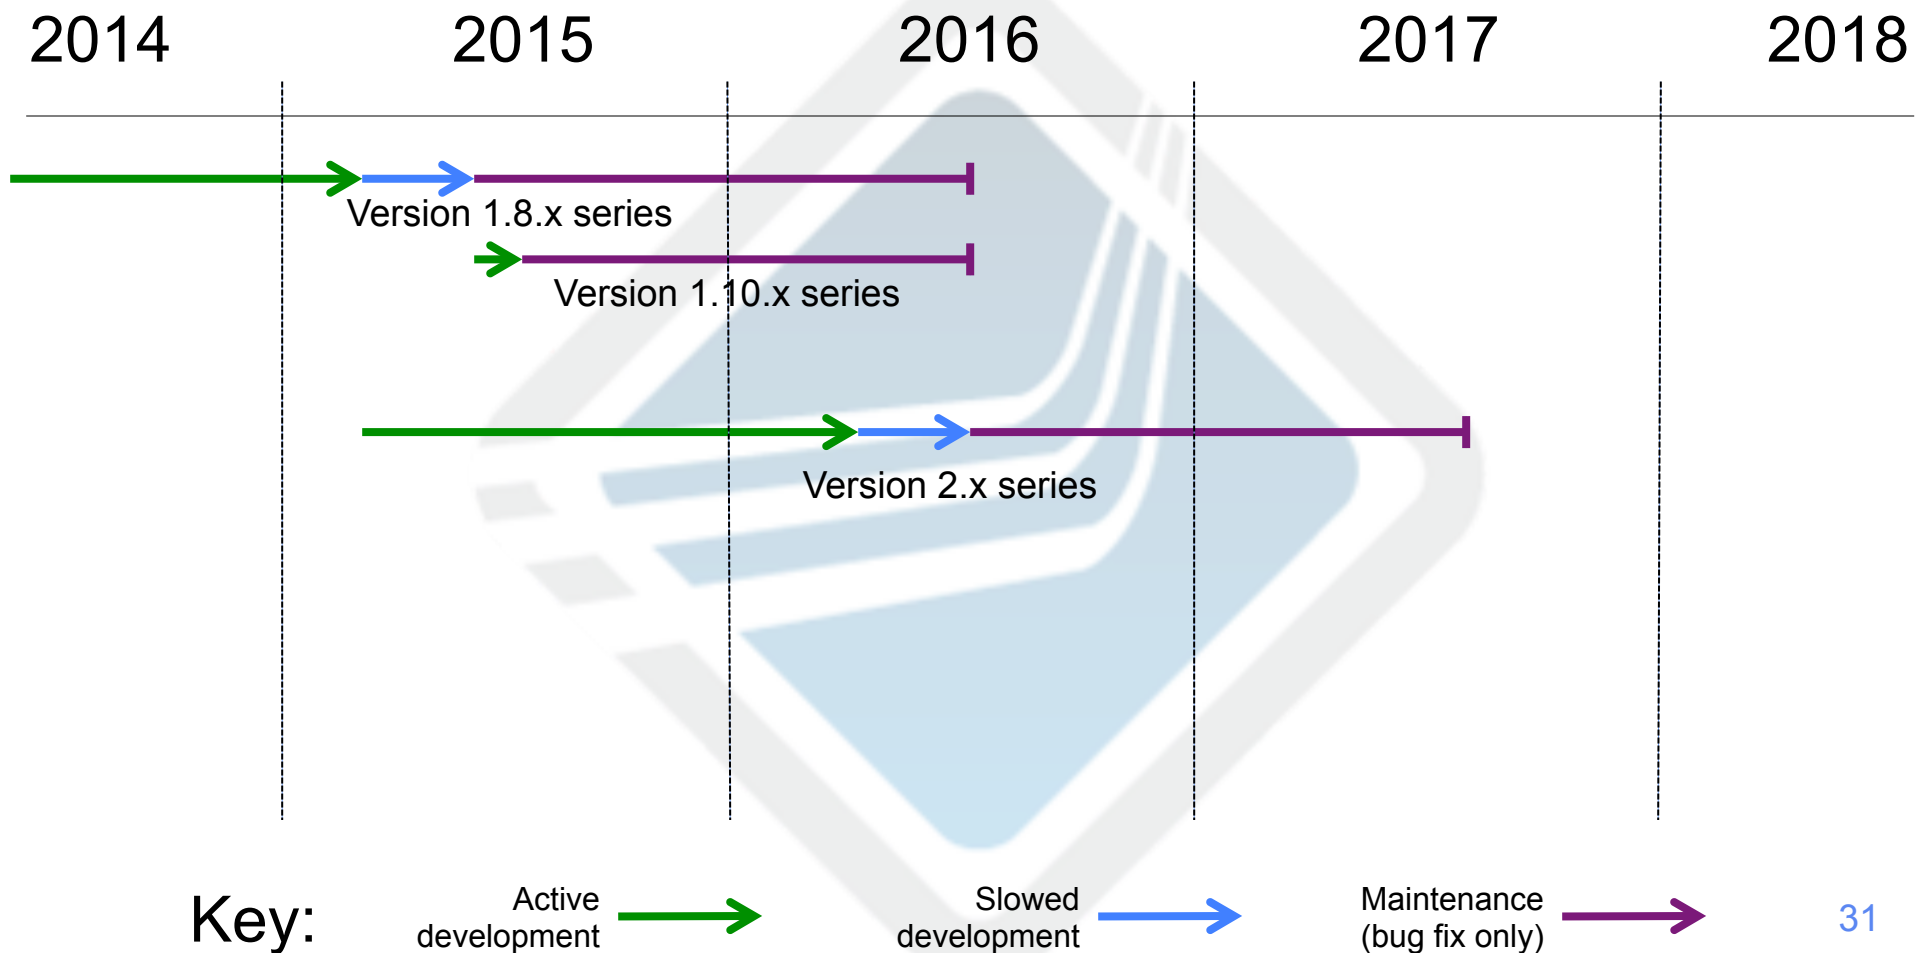 2014 2015 2016 2017 2018
Version 1.8.x series
Version 1.10.x series
Version 2.x series
Key:
Active
development
Slowed
development
Maintenance
(bug fix only)
31